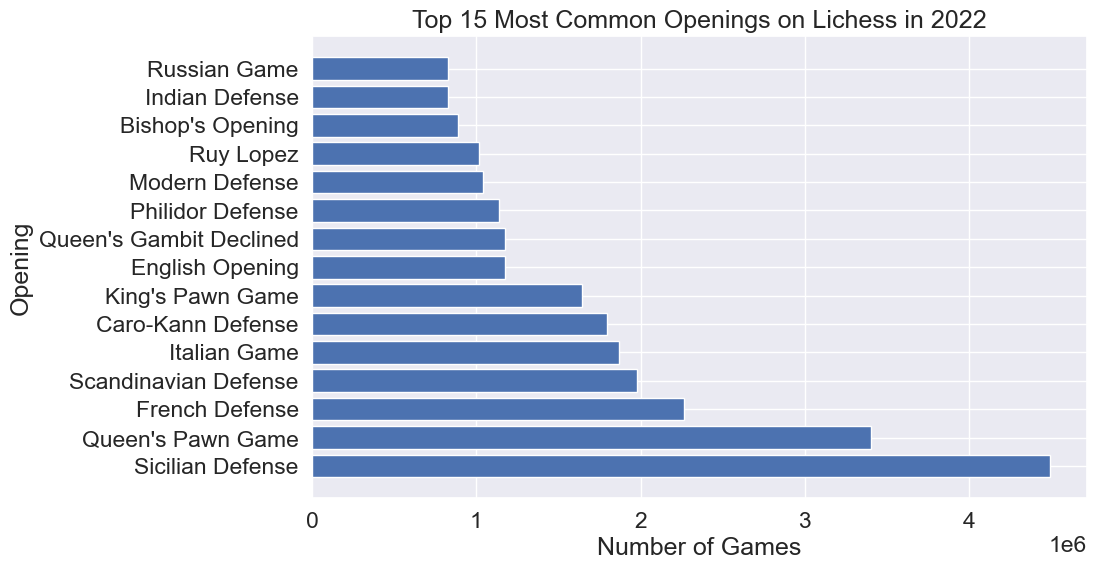 Top 15 Most Common Openings on Lichess in 2022
Russian Game
Indian Defense
Bishop's Opening
Ruy Lopez
Modern Defense
Philidor Defense
Queen's Gambit Declined
English Opening
King's Pawn Game
Caro-Kann Defense
Italian Game
Scandinavian Defense
French Defense
Queen's Pawn Game
Sicilian Defense
Opening
0 1 2 3 4
1e6
Number of Games